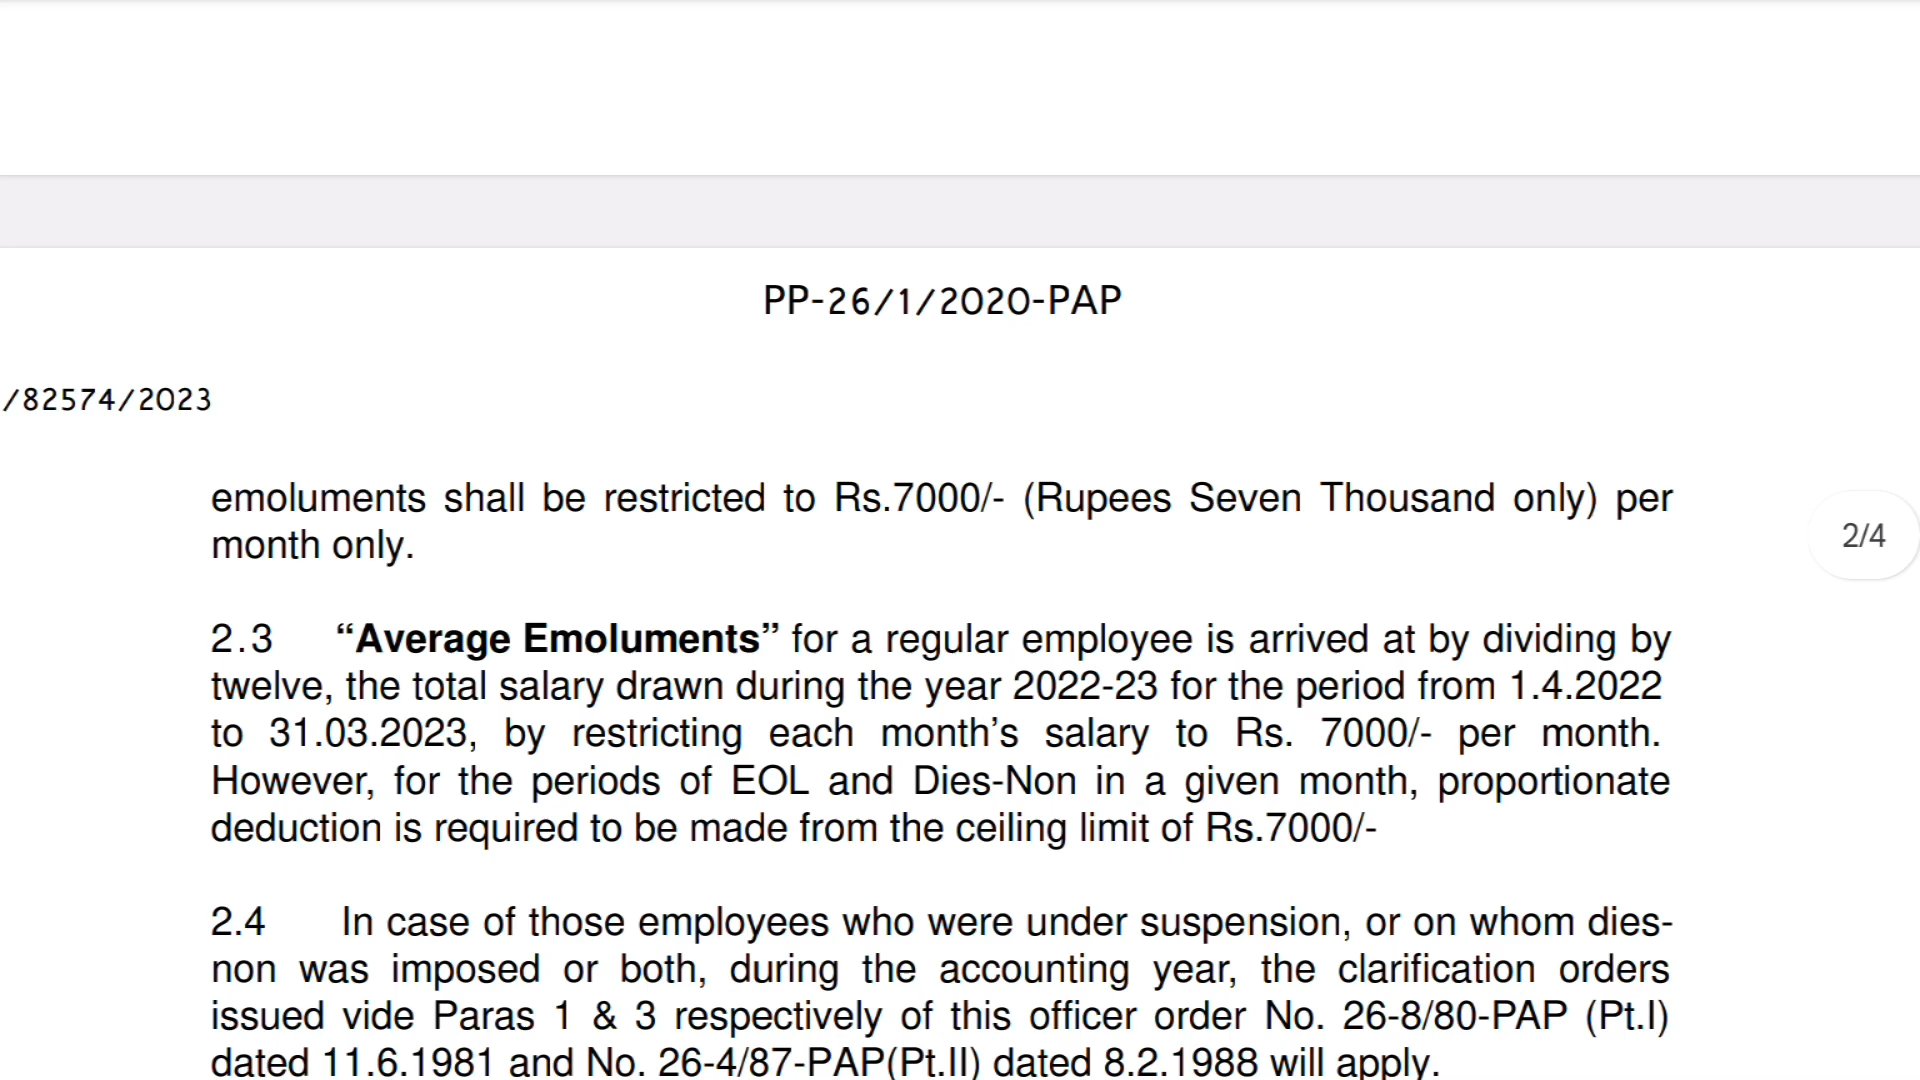 PP-26/1/2020-PAP
/82574/2023
emoluments shall be restricted to Rs.7000/- (Rupees Seven Thousand only) per
month only.
2/4
2.3 “Average Emoluments” for a regular employee is arrived at by dividing by
twelve, the total salary drawn during the year 2022-23 for the period from 1.4.2022
to 31.03.2023, by restricting each month’s salary to Rs. 7000/- per month.
However, for the periods of EOL and Dies-Non in a given month, proportionate
deduction is required to be made from the ceiling limit of Rs.7000/-
2.4 In case of those employees who were under suspension, or on whom dies-
non was imposed or both, during the accounting year, the clarification orders
issued vide Paras 1 & 3 respectively of this officer order No. 26-8/80-PAP (Pt.I)
dated 11.6.1981 and No. 26-4/87-PAP(Pt.II) dated 8.2.1988 will apply.